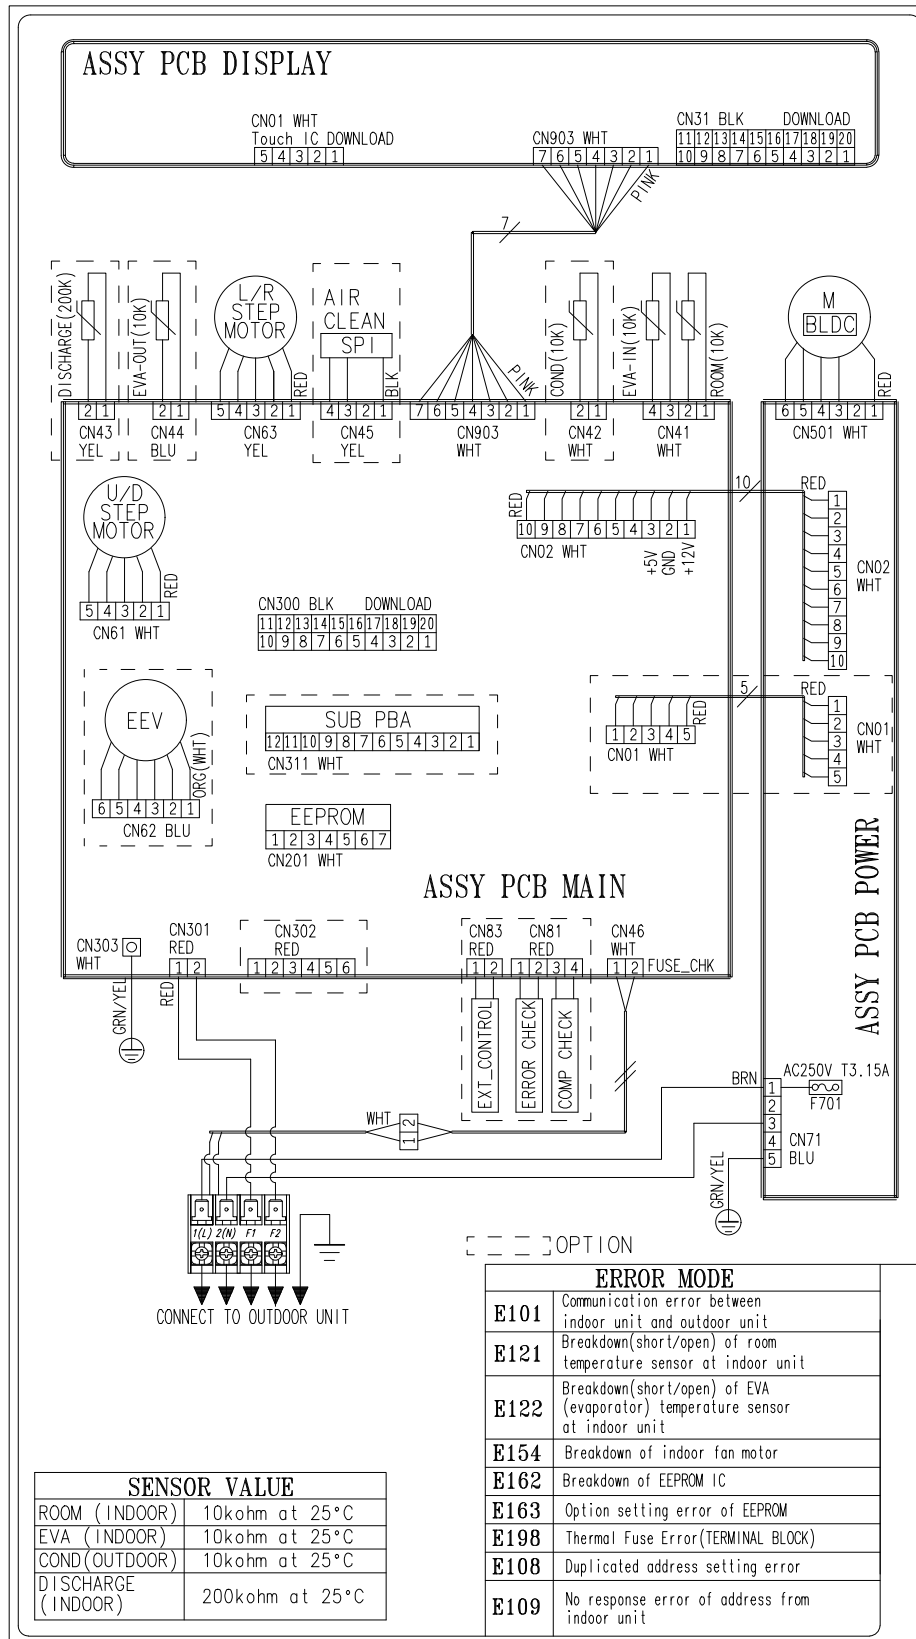 ASSY PCB DISPLAY
CN01 WHT
Touch IC DOWNLOAD
5 4 3 2 1
CN903 WHT
7 6 5 4 3 2 1
CN31 BLK DOWNLOAD
11 12 13 14 15 16 17 18 19 20
10 9 8 7 6 5 4 3 2 1
PINK
7
DISCHARGE(200K)
2 1
CN43
YEL
EVA-OUT(10K)
2 1
CN44
BLU
L/R
STEP
MOTOR
RED
5 4 3 2 1
CN63
YEL
AIR
CLEAN
SPI
BLK
4 3 2 1
CN45
YEL
PINK
7 6 5 4 3 2 1
CN903
WHT
COND(10K)
2 1
CN42
WHT
EVA-IN(10K)
ROOM(10K)
4 3 2 1
CN41
WHT
M
BLDC
RED
6 5 4 3 2 1
CN501 WHT
U/D
STEP
MOTOR
RED
5 4 3 2 1
CN61 WHT
RED
10 9 8 7 6 5 4 3 2 1
CN02 WHT
+5V
GND
+12V
10
RED
1
2
3
4
5
6
7
8
9
10
CN02
WHT
CN300 BLK DOWNLOAD
11 12 13 14 15 16 17 18 19 20
10 9 8 7 6 5 4 3 2 1
EEV
ORG(WHT)
6 5 4 3 2 1
CN62 BLU
SUB PBA
12 11 10 9 8 7 6 5 4 3 2 1
CN311 WHT
5
RED
1 2 3 4 5
CN01 WHT
RED
1
2
3
4
5
CN01
WHT
EEPROM
1 2 3 4 5 6 7
CN201 WHT
ASSY PCB MAIN
ASSY PCB POWER
CN303
WHT
GRN/YEL
CN301
RED
1 2
RED
CN302
RED
1 2 3 4 5 6
CN83
RED
1 2
CN81
RED
1 2 3 4
CN46
WHT
1 2
FUSE_CHK
EXT_CONTROL
ERROR CHECK
COMP CHECK
BRN
AC250V T3.15A
F701
1
2
3
4
5
CN71
BLU
GRN/YEL
WHT
1 2
1(L) 2(N) F1 F2
CONNECT TO OUTDOOR UNIT
OPTION
ERROR MODE
E101 Communication error between
indoor unit and outdoor unit
E121 Breakdown(short/open) of room
temperature sensor at indoor unit
E122 Breakdown(short/open) of EVA
(evaporator) temperature sensor
at indoor unit
E154 Breakdown of indoor fan motor
E162 Breakdown of EEPROM IC
E163 Option setting error of EEPROM
E198 Thermal Fuse Error(TERMINAL BLOCK)
E108 Duplicated address setting error
E109 No response error of address from
indoor unit
SENSOR VALUE
ROOM (INDOOR) 10kohm at 25°C
EVA (INDOOR) 10kohm at 25°C
COND(OUTDOOR) 10kohm at 25°C
DISCHARGE
(INDOOR) 200kohm at 25°C